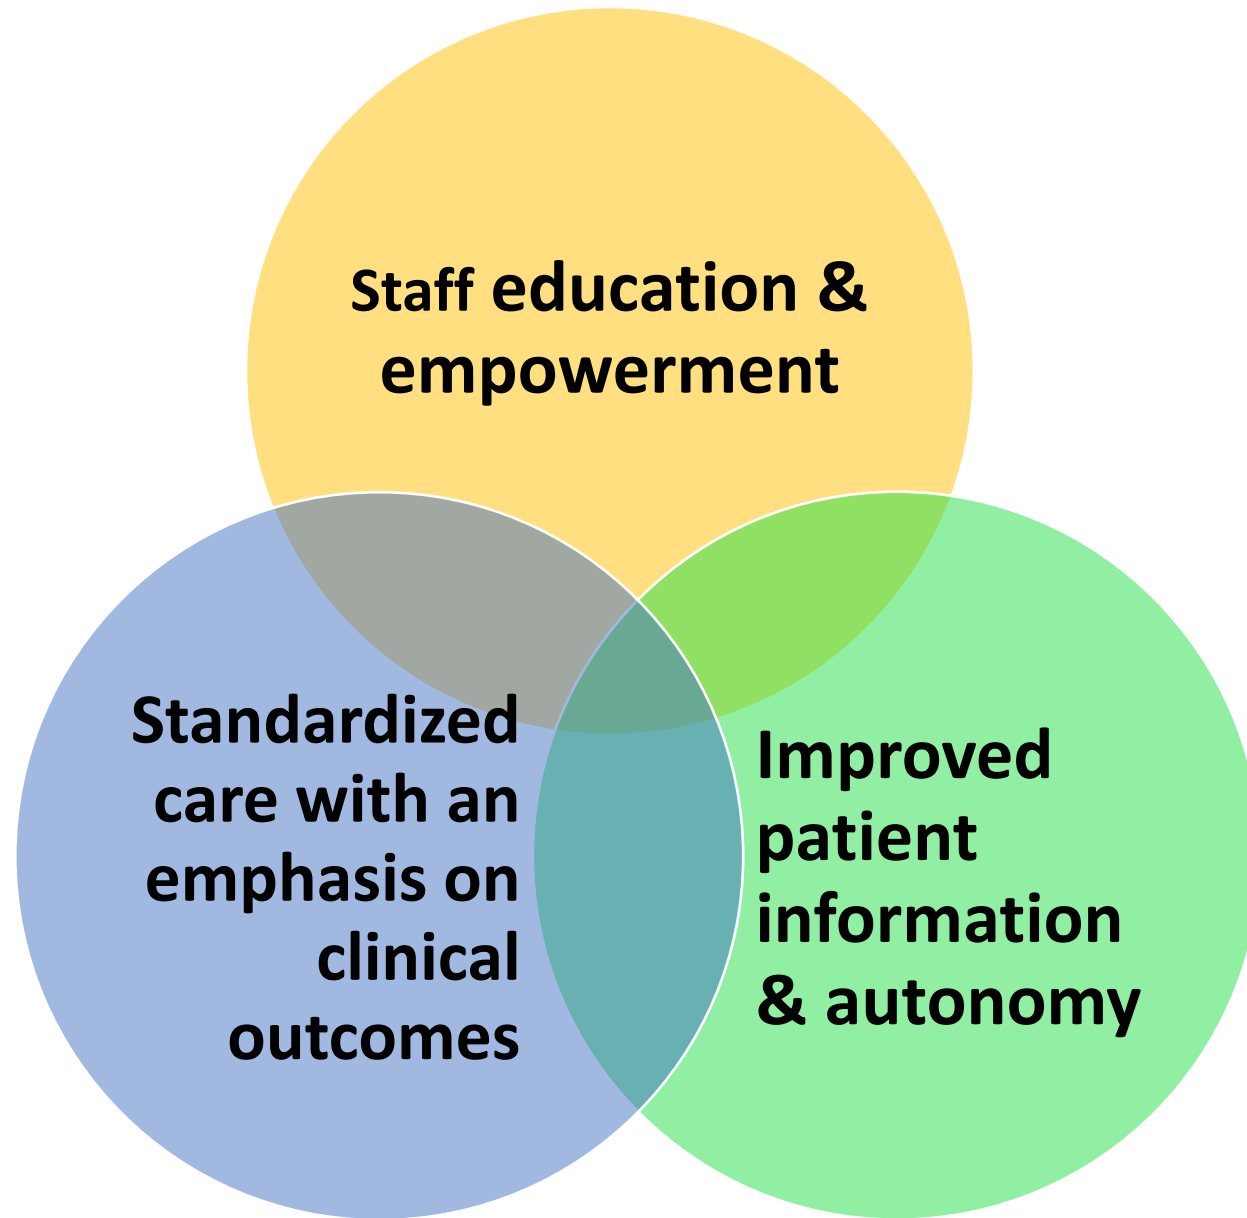 Staff education &
empowerment
Standardized
care with an
emphasis on
clinical
outcomes
Improved
patient
information
& autonomy